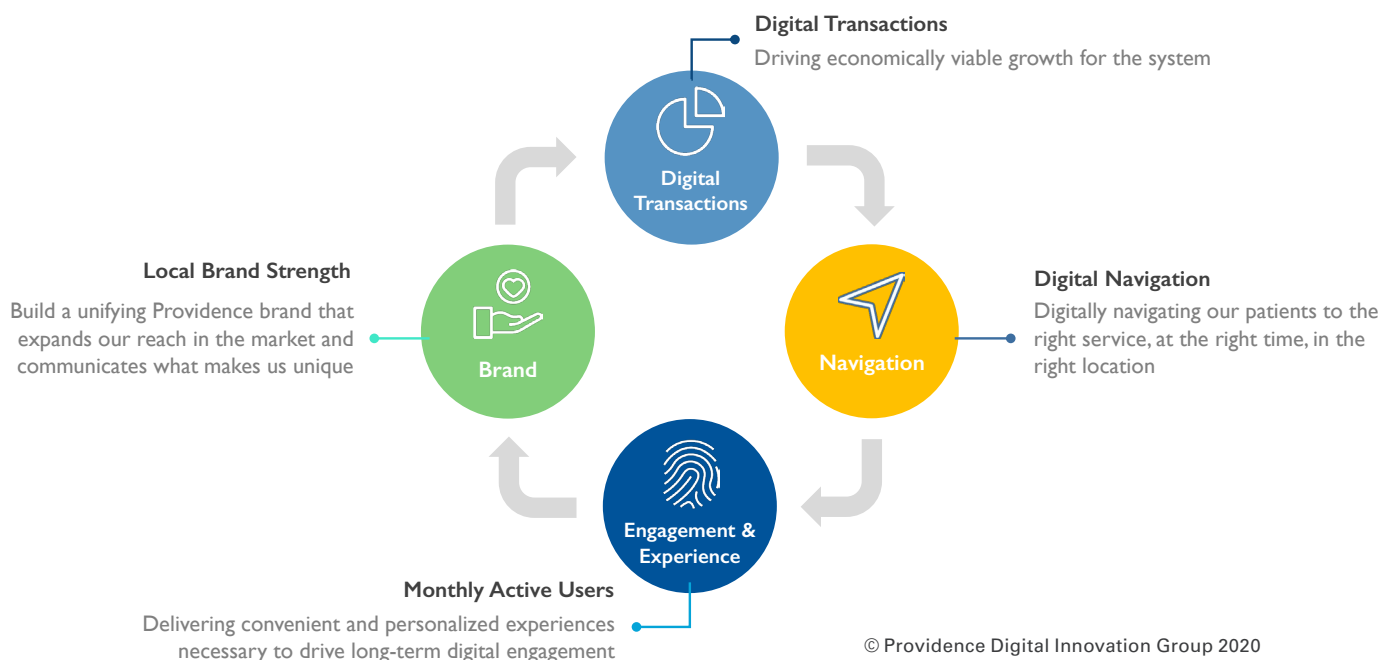 Digital Transactions
Driving economically viable growth for the system
Digital
Transactions
Local Brand Strength
Build a unifying Providence brand that
expands our reach in the market and
communicates what makes us unique
Brand
Navigation
Digital Navigation
Digitally navigating our patients to the
right service, at the right time, in the
right location
Engagement &
Experience
Monthly Active Users
Delivering convenient and personalized experiences
necessary to drive long-term digital engagement
© Providence Digital Innovation Group 2020